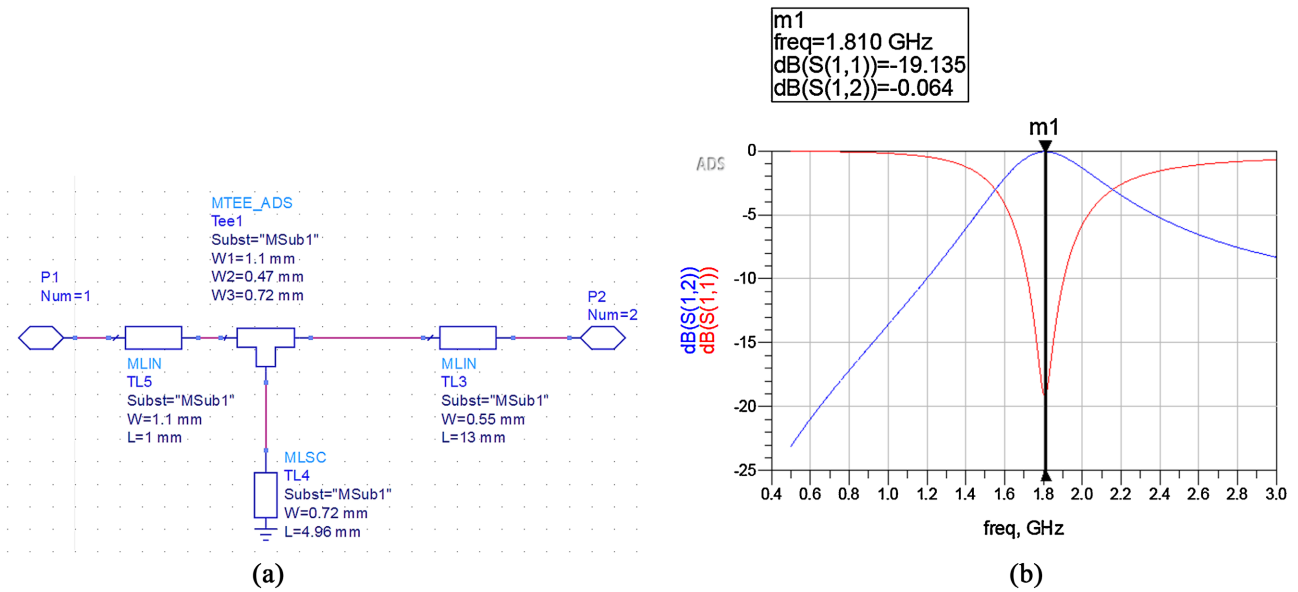 m1
freq=1.810 GHz
dB(S(1,1))=-19.135
dB(S(1,2))=-0.064
MTEE_ADS
Tee1
Subst="MSub1"
W1=1.1 mm
W2=0.47 mm
W3=0.72 mm
P1
Num=1
P2
Num=2
MLIN
TL5
Subst="MSub1"
W=1.1 mm
L=1 mm
MLIN
TL3
Subst="MSub1"
W=0.55 mm
L=13 mm
MLSC
TL4
Subst="MSub1"
W=0.72 mm
L=4.96 mm
(a)
ADS
m1
0
-5
-10
-15
-20
-25
dB(S(1,2))
dB(S(1,1))
0.4 0.6 0.8 1.0 1.2 1.4 1.6 1.8 2.0 2.2 2.4 2.6 2.8 3.0
freq, GHz
(b)